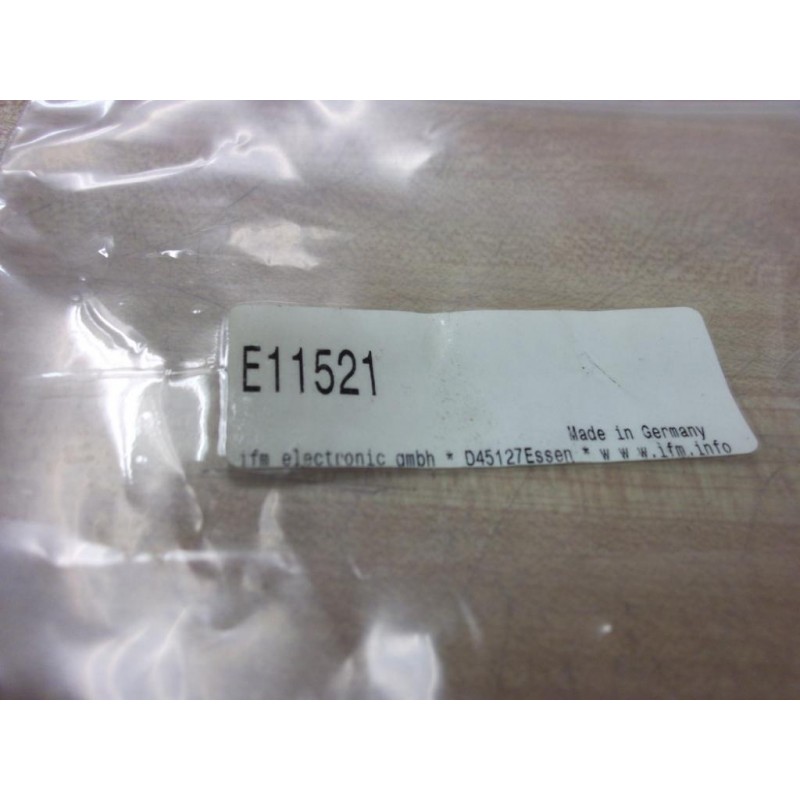 E11521
Made in Germany
ifm electronic gmbh * D45127Essen * w w w.ifm.info